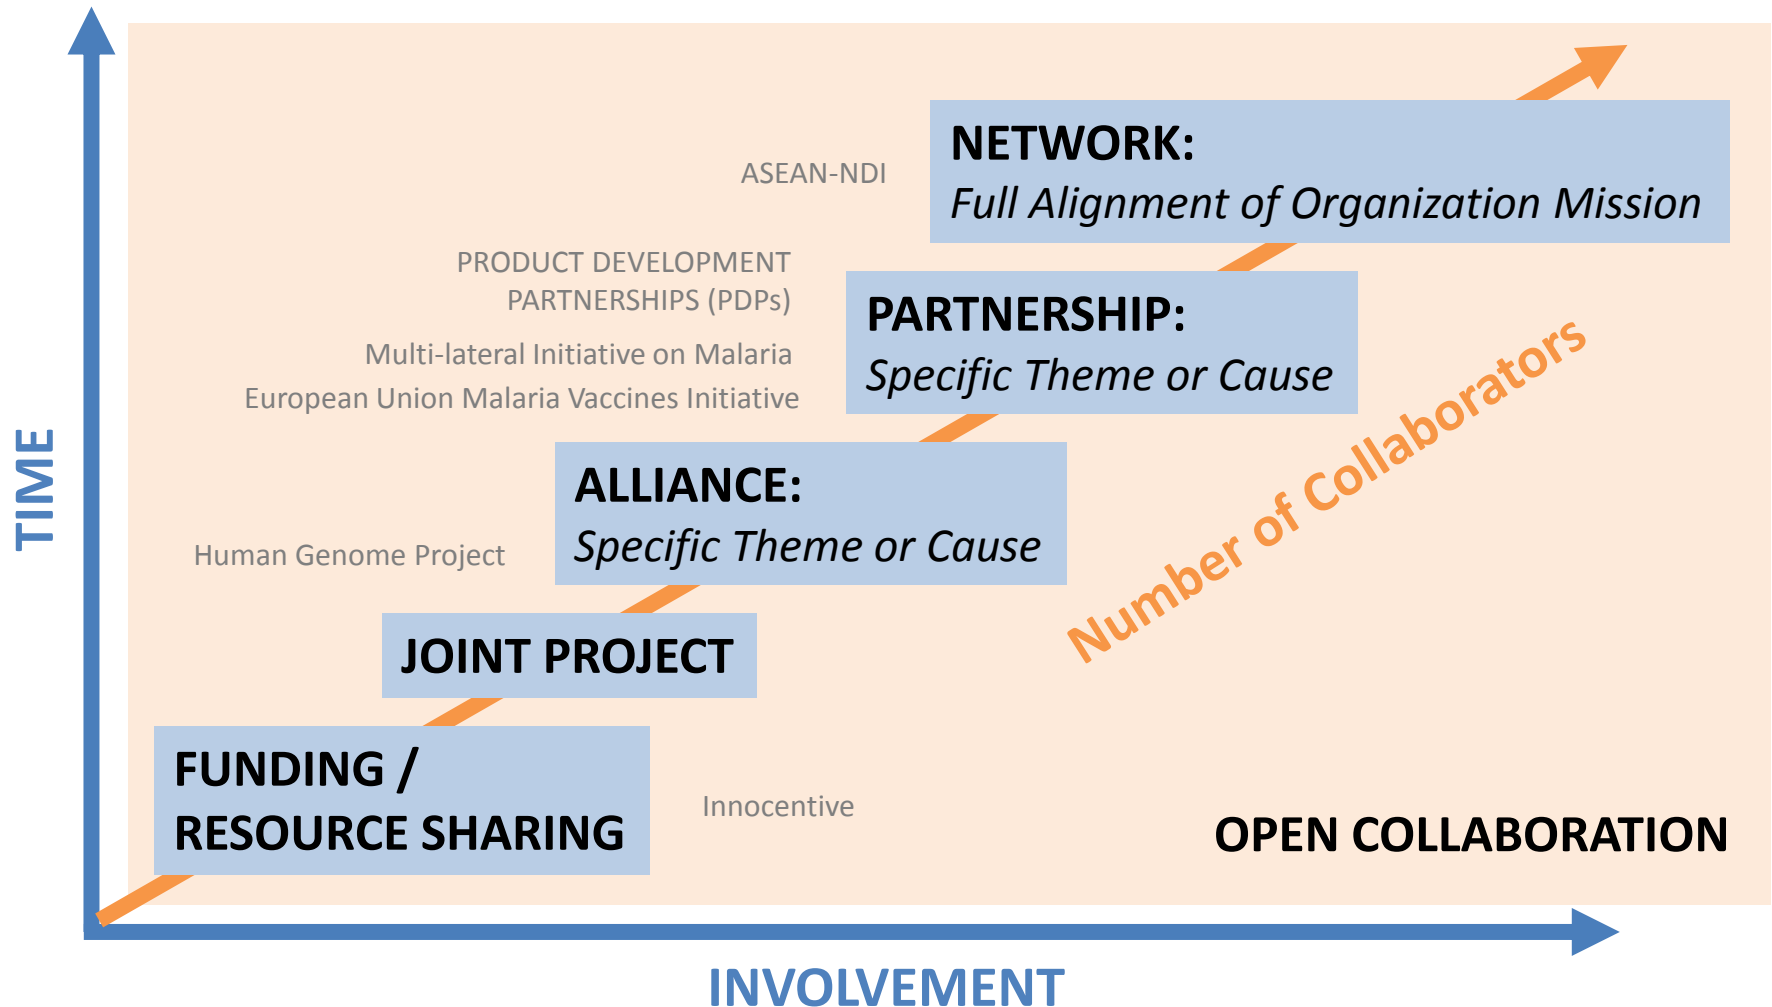 ASEAN-NDI
NETWORK:
Full Alignment of Organization Mission
PRODUCT DEVELOPMENT
PARTNERSHIPS (PDPs)
Multi-lateral Initiative on Malaria
European Union Malaria Vaccines Initiative
PARTNERSHIP:
Specific Theme or Cause
Number of Collaborators
TIME
ALLIANCE:
Specific Theme or Cause
Human Genome Project
JOINT PROJECT
FUNDING /
RESOURCE SHARING
Innocentive
OPEN COLLABORATION
INVOLVEMENT